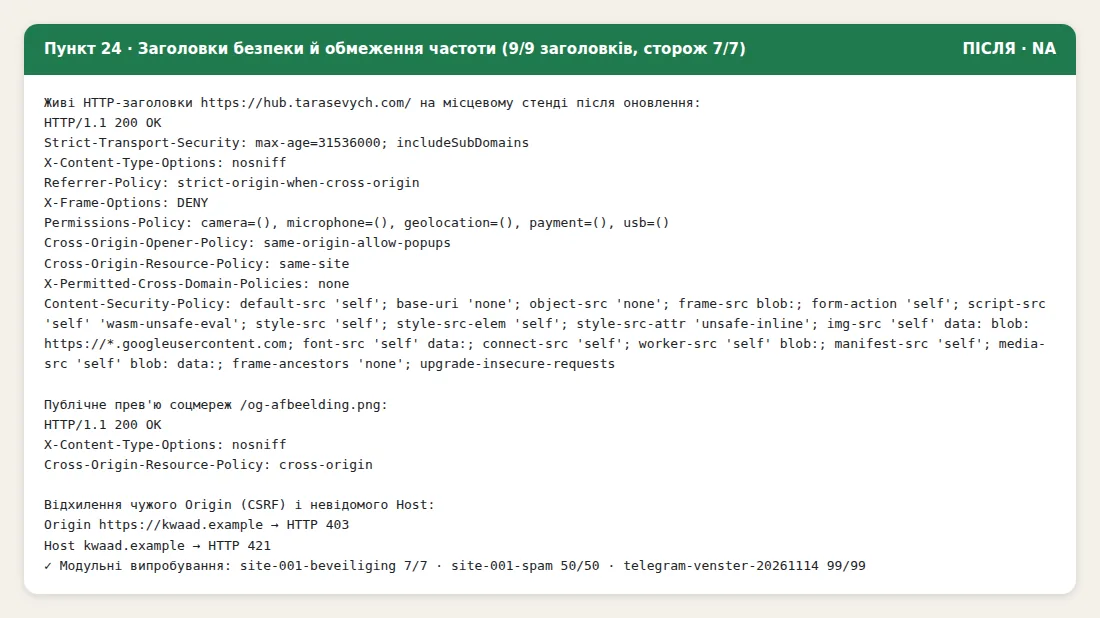 Пункт 24 · Заголовки безпеки й обмеження частоти (9/9 заголовків, сторож 7/7)
ПІСЛЯ · NA
Живі HTTP-заголовки https://hub.tarasevych.com/ на місцевому стенді після оновлення:
HTTP/1.1 200 OK
Strict-Transport-Security: max-age=31536000; includeSubDomains
X-Content-Type-Options: nosniff
Referrer-Policy: strict-origin-when-cross-origin
X-Frame-Options: DENY
Permissions-Policy: camera=(), microphone=(), geolocation=(), payment=(), usb=()
Cross-Origin-Opener-Policy: same-origin-allow-popups
Cross-Origin-Resource-Policy: same-site
X-Permitted-Cross-Domain-Policies: none
Content-Security-Policy: default-src 'self'; base-uri 'none'; object-src 'none'; frame-src blob:; form-action 'self'; script-src
'self' 'wasm-unsafe-eval'; style-src 'self'; style-src-elem 'self'; style-src-attr 'unsafe-inline'; img-src 'self' data: blob:
https://*.googleusercontent.com; font-src 'self' data:; connect-src 'self'; worker-src 'self' blob:; manifest-src 'self'; media-
src 'self' blob: data:; frame-ancestors 'none'; upgrade-insecure-requests
Публічне прев'ю соцмереж /og-afbeelding.png:
HTTP/1.1 200 OK
X-Content-Type-Options: nosniff
Cross-Origin-Resource-Policy: cross-origin
Відхилення чужого Origin (CSRF) і невідомого Host:
Origin https://kwaad.example → HTTP 403
Host kwaad.example → HTTP 421
✓ Модульні випробування: site-001-beveiliging 7/7 · site-001-spam 50/50 · telegram-venster-20261114 99/99